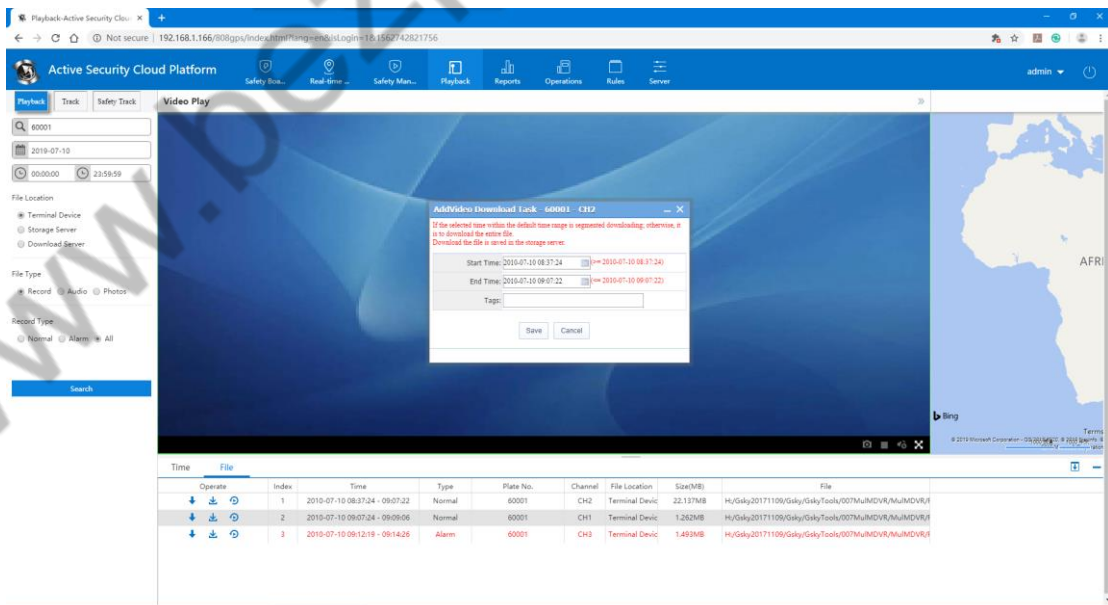 Playback-Active Security Clou
Not secure | 192.168.1.166/808gps/index.html?lang=en&isLogin=1&1562742821756
Active Security Cloud Platform
Safety Boa...
Real-time ...
Safety Man...
Playback
Reports
Operations
Rules
Server
admin
Playback Track Safety Track
Video Play
60001
2019-07-10
00:00:00 23:59:59
File Location
Terminal Device
Storage Server
Download Server
File Type
Record Audio Photos
Record Type
Normal Alarm All
Search
AddVideo Download Task - 60001 - CH2
If the selected time within the default time range is segmented downloading; otherwise, it
is to download the entire file.
Download the file is saved in the storage server.
Start Time: 2010-07-10 08:37:24 (>= 2010-07-10 08:37:24)
End Time: 2010-07-10 09:07:22 (<= 2010-07-10 09:07:22)
Tags:
Save Cancel
AFRI
Bing
Terms
© 2019 Microsoft Corporation
Time File
Operate Index Time Type Plate No. Channel File Location Size(MB) File
1 2010-07-10 08:37:24 - 09:07:22 Normal 60001 CH2 Terminal Devic 22.137MB H:/Gsky20171109/Gsky/GskyTools/007MulMDVR/MulMDVR/F
2 2010-07-10 09:07:24 - 09:09:06 Normal 60001 CH1 Terminal Devic 1.262MB H:/Gsky20171109/Gsky/GskyTools/007MulMDVR/MulMDVR/F
3 2010-07-10 09:12:19 - 09:14:26 Alarm 60001 CH3 Terminal Devic 1.493MB H:/Gsky20171109/Gsky/GskyTools/007MulMDVR/MulMDVR/F